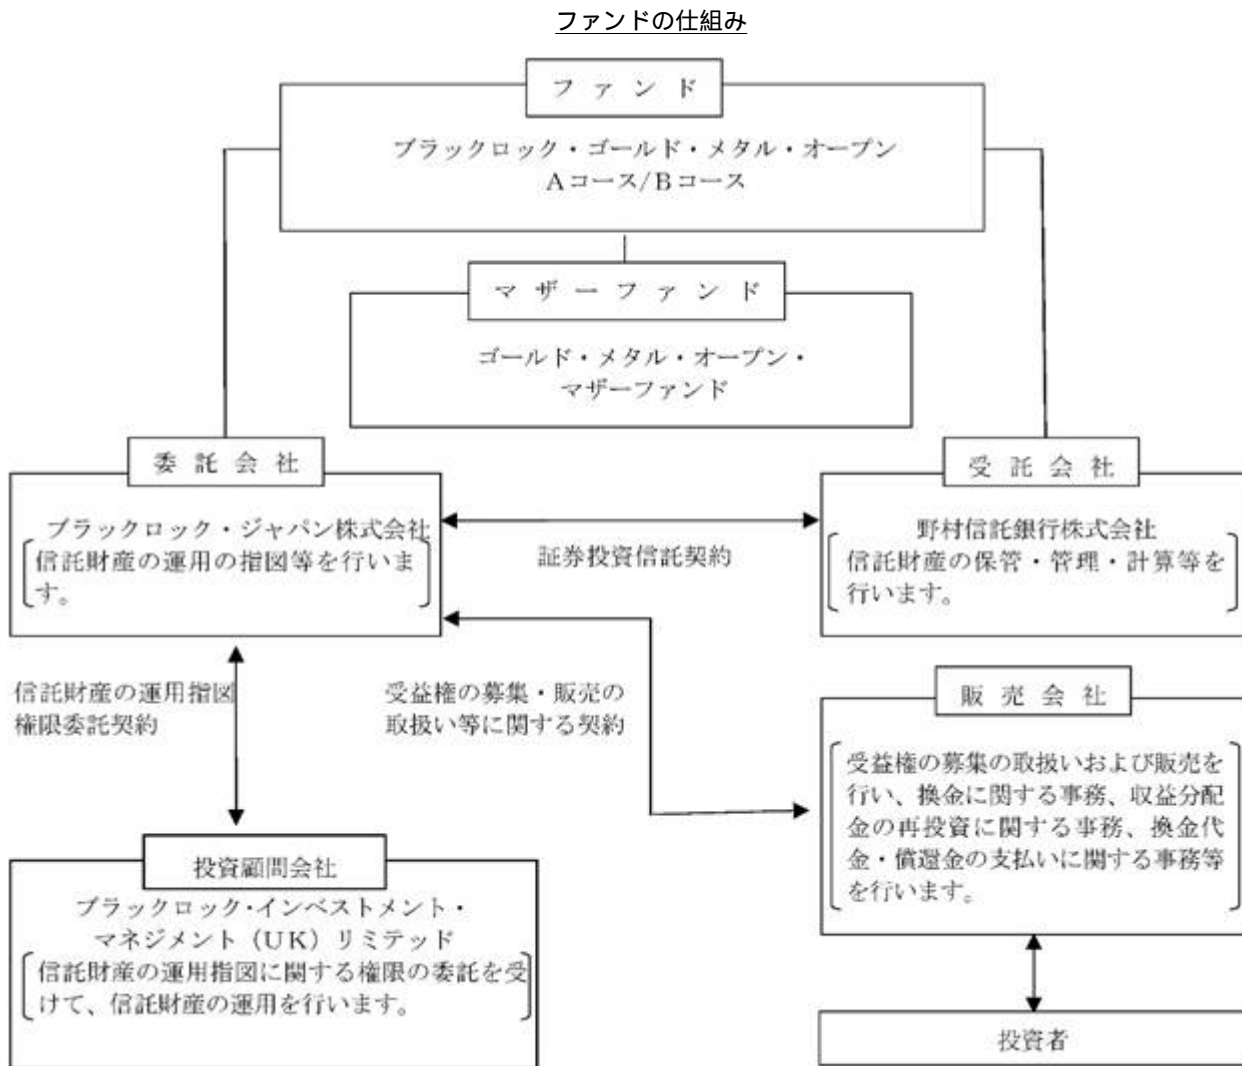 ファンドの仕組み
ファンド
ブラックロック・ゴールド・メタル・オープン
Aコース/Bコース
マザーファンド
ゴールド・メタル・オープン・
マザーファンド
委託会社
ブラックロック・ジャパン株式会社
信託財産の運用の指図等を行いま
す。
証券投資信託契約
受託会社
野村信託銀行株式会社
信託財産の保管・管理・計算等を
行います。
信託財産の運用指図
権限委託契約
受益権の募集・販売の
取扱い等に関する契約
販売会社
受益権の募集の取扱いおよび販売を
行い、換金に関する事務、収益分配
金の再投資に関する事務、換金代
金・償還金の支払いに関する事務等
を行います。
投資顧問会社
ブラックロック・インベストメント・
マネジメント（UK）リミテッド
信託財産の運用指図に関する権限の委託を受
けて、信託財産の運用を行います。
投資者